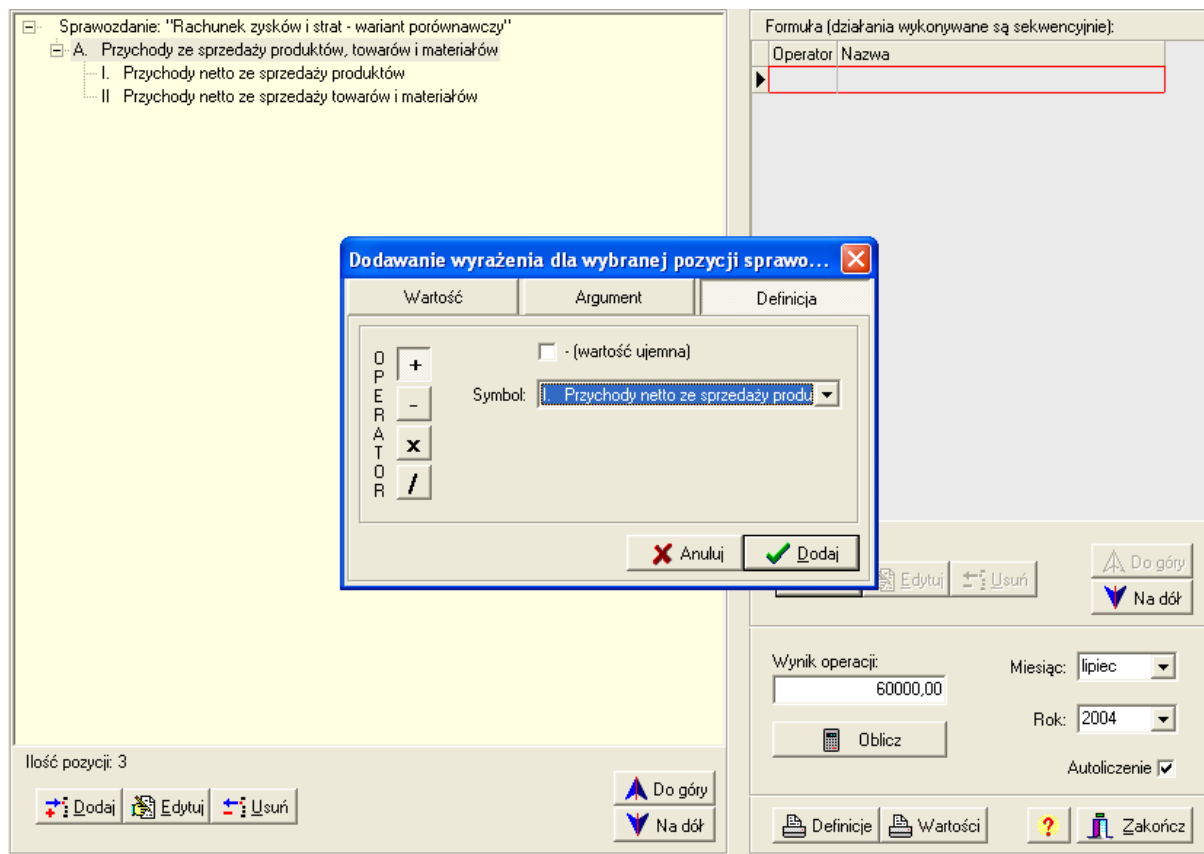 Sprawozdanie: "Rachunek zysków i strat - wariant porównawczy"
A. Przychody ze sprzedaży produktów, towarów i materiałów
I. Przychody netto ze sprzedaży produktów
II Przychody netto ze sprzedaży towarów i materiałów
Formuła (działania wykonywane są sekwencyjnie):
Operator Nazwa
Dodawanie wyrażenia dla wybranej pozycji sprawo...
Wartość Argument Definicja
OPERATOR
+
-
x
/
- (wartość ujemna)
Symbol: I. Przychody netto ze sprzedaży produ
Anuluj Dodaj
Edytuj Usuń
Do góry
Na dół
Wynik operacji:
60000,00
Oblicz
Miesiąc: lipiec
Rok: 2004
Autoliczenie
Ilość pozycji: 3
Dodaj Edytuj Usuń
Do góry
Na dół
Definicje Wartości ? Zakończ